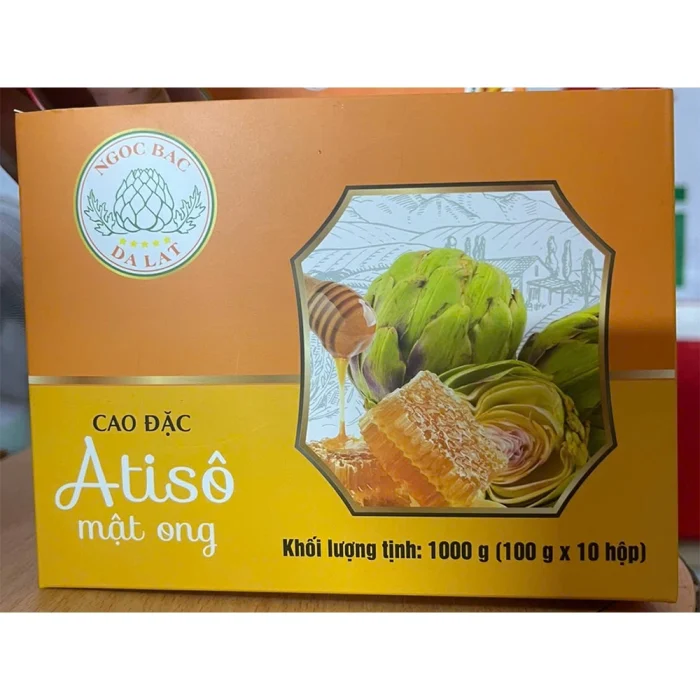 NGOC BAC
DA LAT
CAO ĐẶC
Atisô
mật ong
Khối lượng tịnh: 1000 g (100 g x 10 hộp)